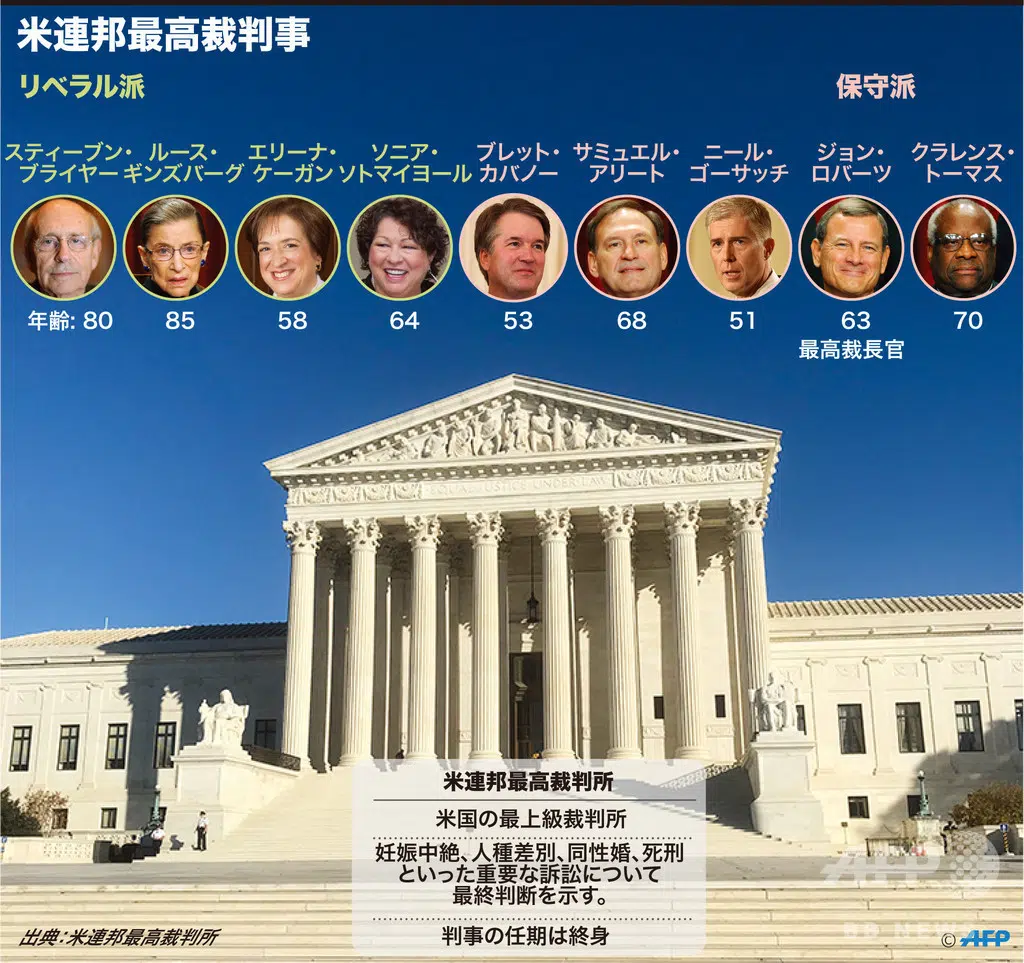 米連邦最高裁判事
リベラル派
保守派
スティーブン・
ブライヤー
ルース・
ギンズバーグ
エリーナ・
ケーガン
ソニア・
ソトマイヨール
ブレット・
カバノー
サミュエル・
アリート
ニール・
ゴーサッチ
ジョン・
ロバーツ
クラレンス・
トーマス
年齢: 80
85
58
64
53
68
51
63
70
最高裁長官
EQUAL JUSTICE UNDER LAW
米連邦最高裁判所
米国の最上級裁判所
妊娠中絶、人種差別、同性婚、死刑
といった重要な訴訟について
最終判断を示す。
判事の任期は終身
出典：米連邦最高裁判所
AFP
BB NEWS
© AFP